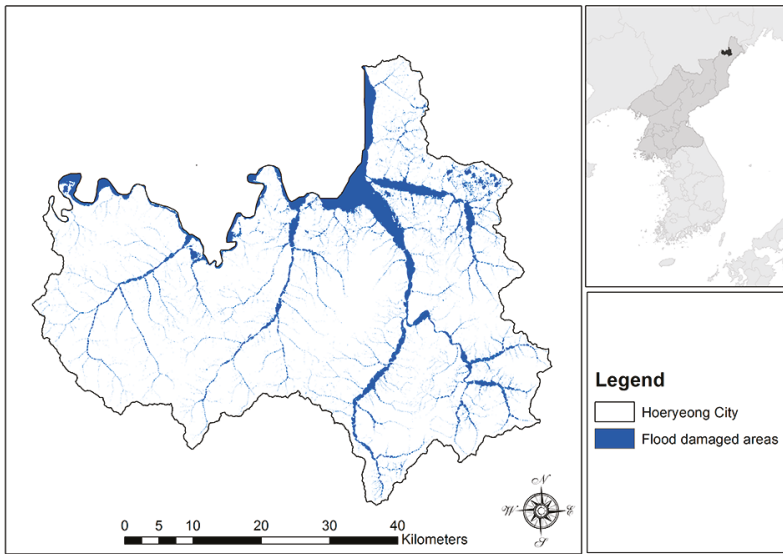 Legend
Hoeryeong City
Flood damaged areas
N
W
E
S
0 5 10 20 30 40
Kilometers